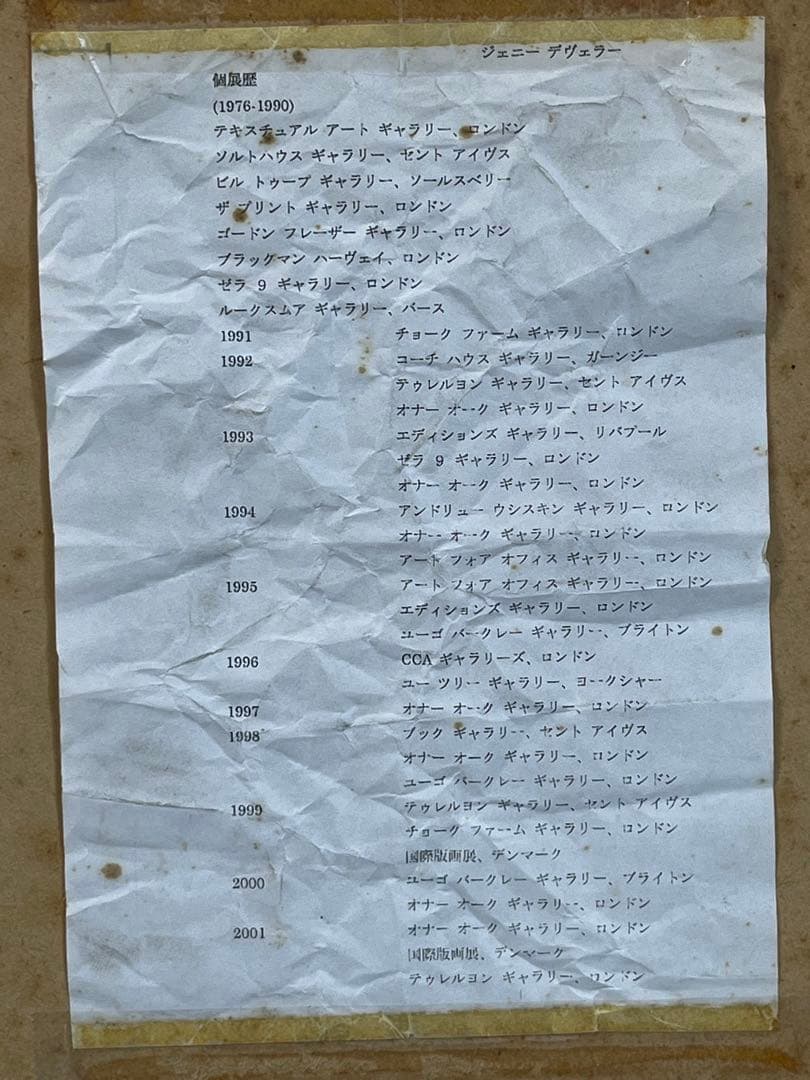 ジェニー デヴェラー
個展歴
(1976-1990)
テキスチュアル アート ギャラリー、ロンドン
ソルトハウス ギャラリー、セント アイヴス
ビル トゥーブ ギャラリー、ソールスベリー
ザ プリント ギャラリー、ロンドン
ゴードン フレーザー ギャラリー、ロンドン
ブラックマン ハーヴェイ、ロンドン
ゼラ 9 ギャラリー、ロンドン
ルークスムア ギャラリー、バース
1991 チョーク ファーム ギャラリー、ロンドン
1992 コーチ ハウス ギャラリー、ガーンジー
テゥレルヨン ギャラリー、セント アイヴス
オナー オーク ギャラリー、ロンドン
1993 エディションズ ギャラリー、リバプール
ゼラ 9 ギャラリー、ロンドン
オナー オーク ギャラリー、ロンドン
1994 アンドリュー ウシスキン ギャラリー、ロンドン
オナー オーク ギャラリー、ロンドン
アート フォア オフィス ギャラリー、ロンドン
1995 アート フォア オフィス ギャラリー、ロンドン
エディションズ ギャラリー、ロンドン
ユーゴ バークレー ギャラリー、ブライトン
1996 CCA ギャラリーズ、ロンドン
ユー ツリー ギャラリー、ヨークシャー
1997 オナー オーク ギャラリー、ロンドン
1998 ブック ギャラリー、セント アイヴス
オナー オーク ギャラリー、ロンドン
ユーゴ バークレー ギャラリー、ロンドン
1999 テゥレルヨン ギャラリー、セント アイヴス
チョーク ファーム ギャラリー、ロンドン
国際版画展、デンマーク
2000 ユーゴ バークレー ギャラリー、ブライトン
オナー オーク ギャラリー、ロンドン
2001 オナー オーク ギャラリー、ロンドン
国際版画展、デンマーク
テゥレルヨン ギャラリー、ロンドン